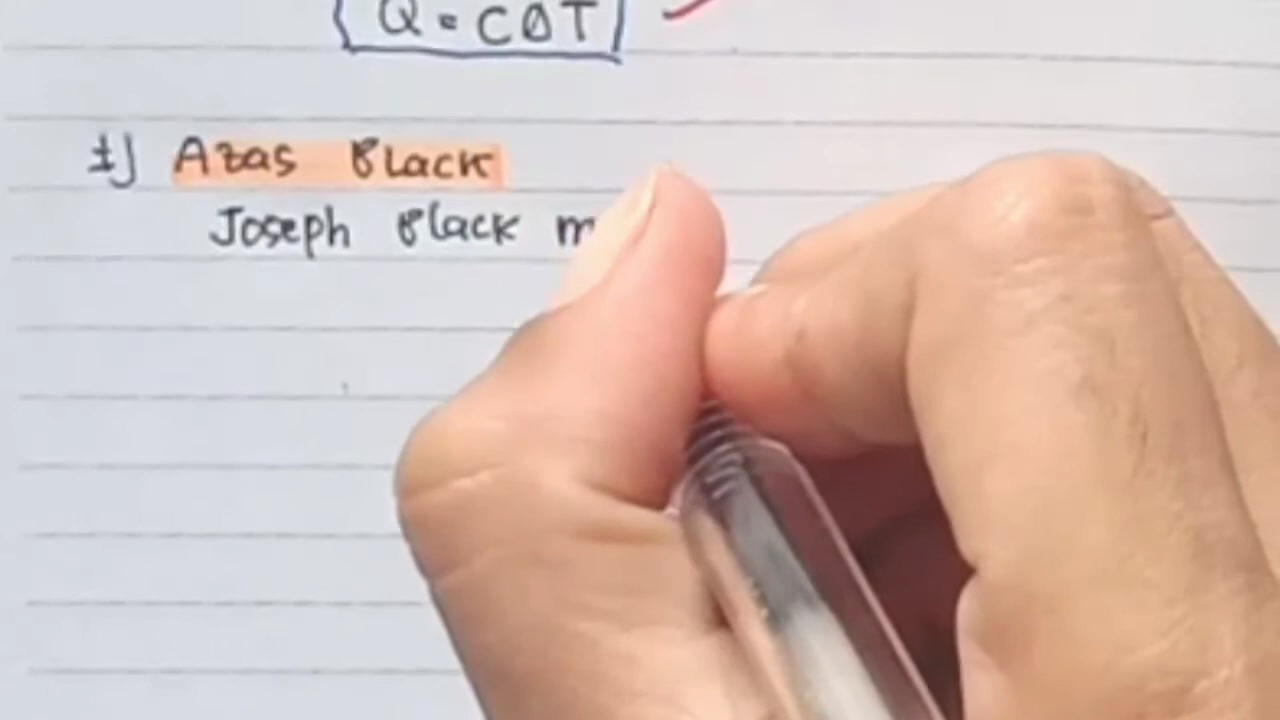 Q = CΔT
1) Azas Black
Joseph Black m